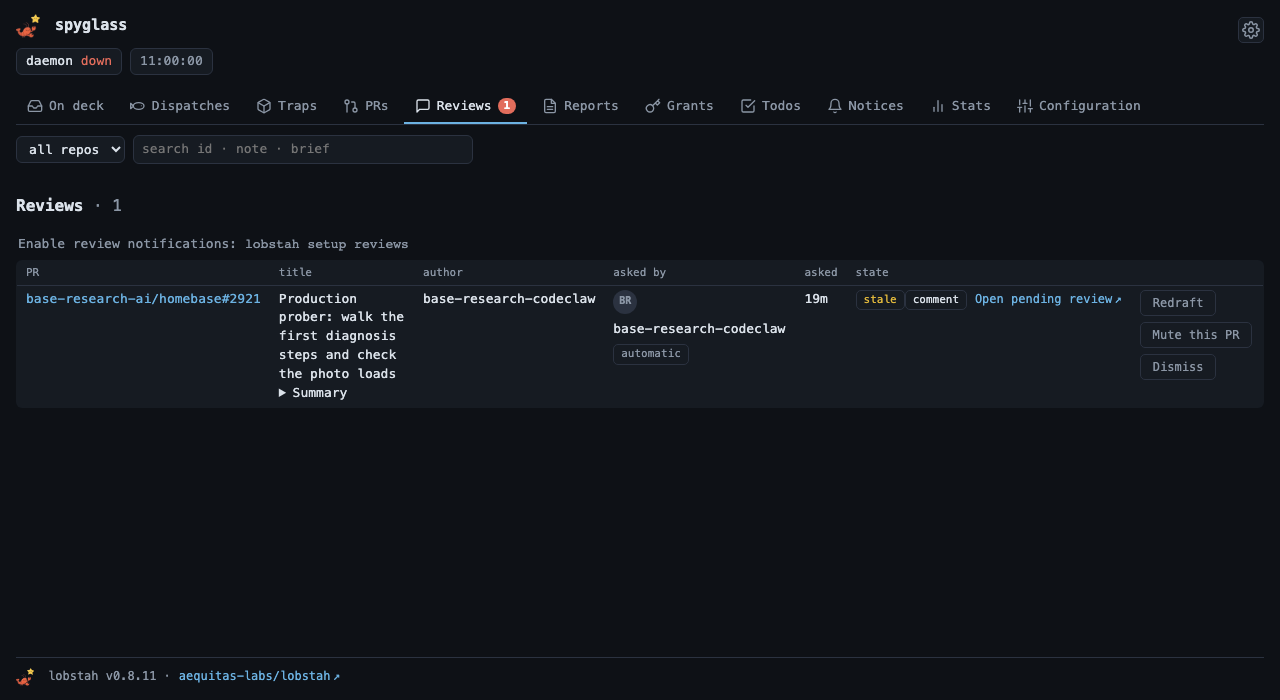 spyglass
daemon down 11:00:00
On deck Dispatches Traps PRs Reviews 1 Reports Grants Todos Notices Stats Configuration
all repos search id · note · brief
Reviews · 1
Enable review notifications: lobstah setup reviews
PR title author asked by asked state
base-research-ai/homebase#2921 Production prober: walk the first diagnosis steps and check the photo loads
▶ Summary
base-research-codeclaw
BR
base-research-codeclaw
automatic
19m
stale comment Open pending review↗
Redraft
Mute this PR
Dismiss
lobstah v0.8.11 · aequitas-labs/lobstah↗